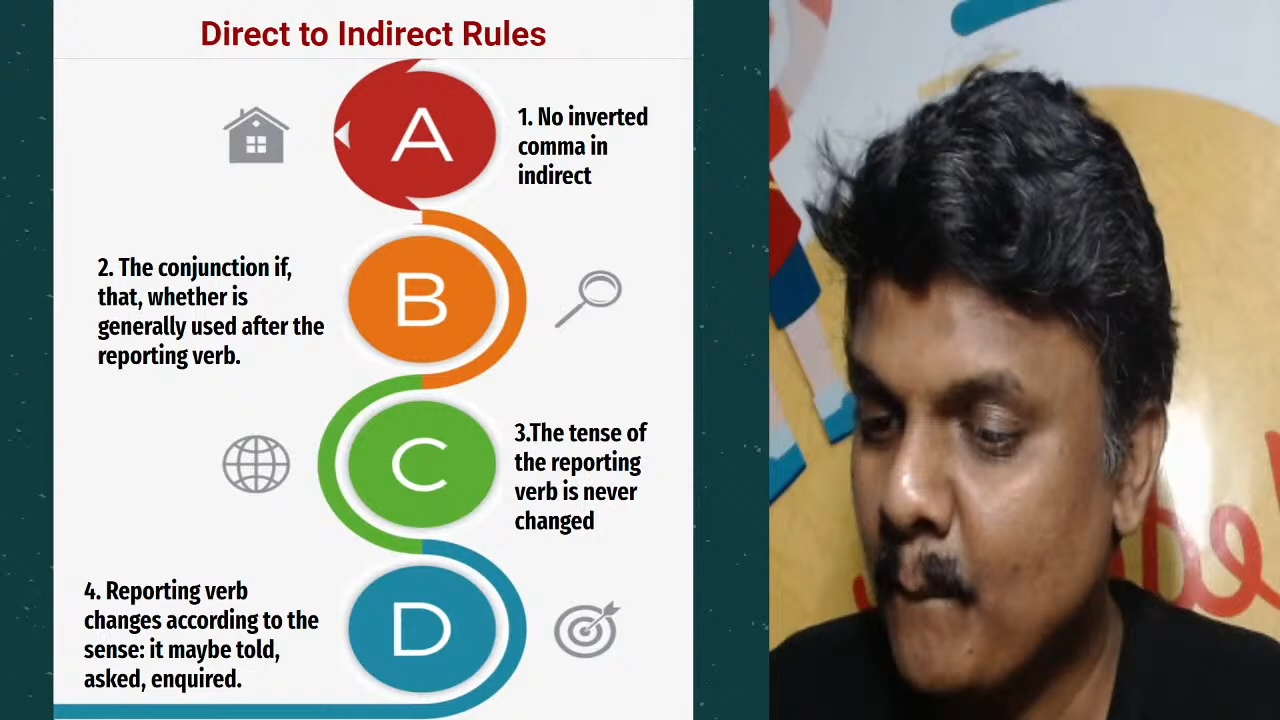 Direct to Indirect Rules
A
1. No inverted
comma in
indirect
2. The conjunction if,
that, whether is
generally used after the
reporting verb.
B
C
3.The tense of
the reporting
verb is never
changed
4. Reporting verb
changes according to the
sense: it maybe told,
asked, enquired.
D